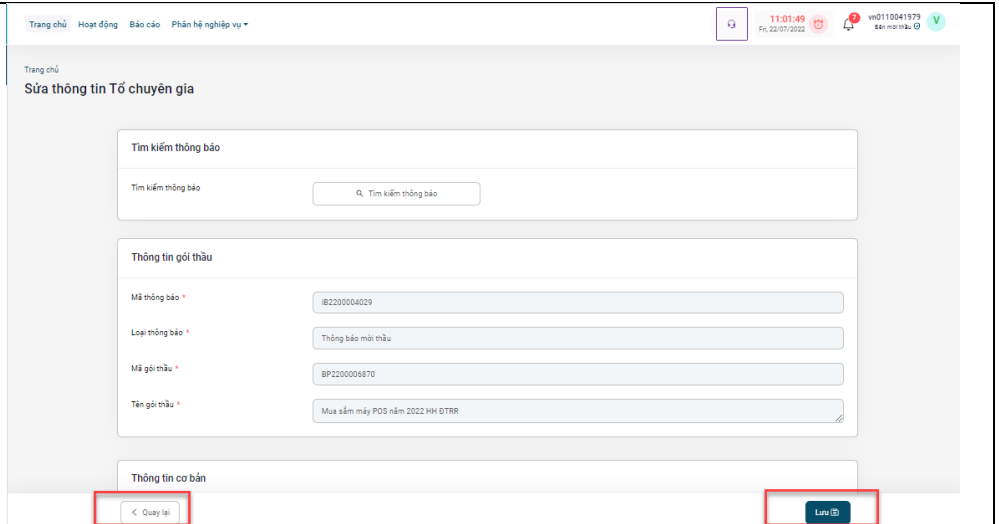 Trang chủ Hoạt động Báo cáo Phân hệ nghiệp vụ
11:01:49
Fri, 22/07/2022
7
vn0110041979
Bên mời thầu
V
Trang chủ
Sửa thông tin Tổ chuyên gia
Tìm kiếm thông báo
Tìm kiếm thông báo
Tìm kiếm thông báo
Thông tin gói thầu
Mã thông báo *
IB2200004029
Loại thông báo *
Thông báo mời thầu
Mã gói thầu *
BP2200006870
Tên gói thầu *
Mua sắm máy POS năm 2022 HH ĐTRR
Thông tin cơ bản
< Quay lại
Lưu